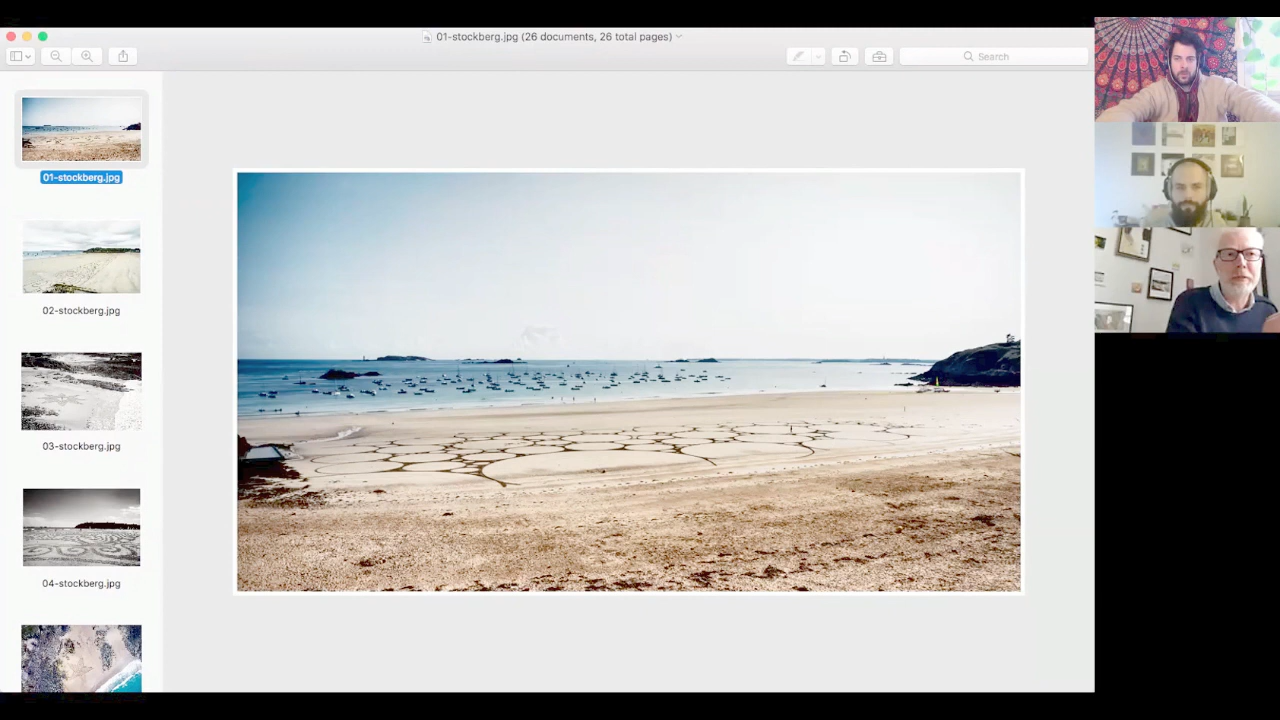 01-stockberg.jpg (26 documents, 26 total pages)
Search
01-stockberg.jpg
02-stockberg.jpg
03-stockberg.jpg
04-stockberg.jpg